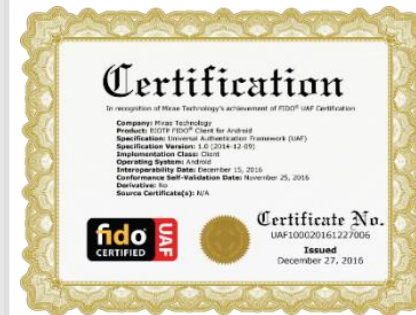 Certification
In recognition of Mirae Technology's achievement of FIDO® UAF Certification
Company: Mirae Technology
Product: BIOTP FIDO® Client for Android
Specification: Universal Authentication Framework (UAF)
Specification Version: 1.0 (2014-12-09)
Implementation Class: Client
Operating System: Android
Interoperability Date: December 15, 2016
Conformance Self-Validation Date: November 25, 2016
Derivative: No
Source Certificate(s): N/A
fido
CERTIFIED
UAF
Certificate No.
UAF100020161227006
Issued
December 27, 2016